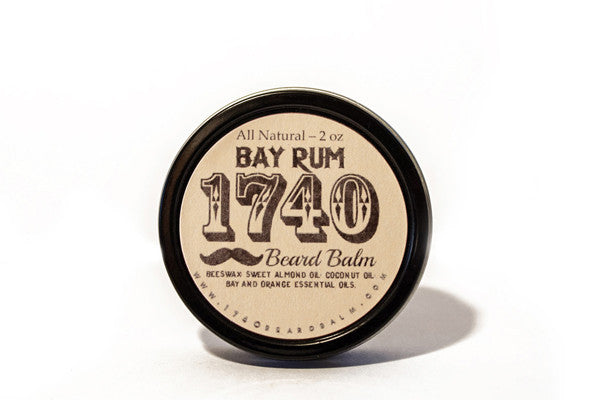 All Natural – 2 oz
BAY RUM
1740
Beard Balm
BEESWAX SWEET ALMOND OIL· COCONUT OIL
BAY AND ORANGE ESSENTIAL OILS.
WWW.1740BEARDBALM.COM